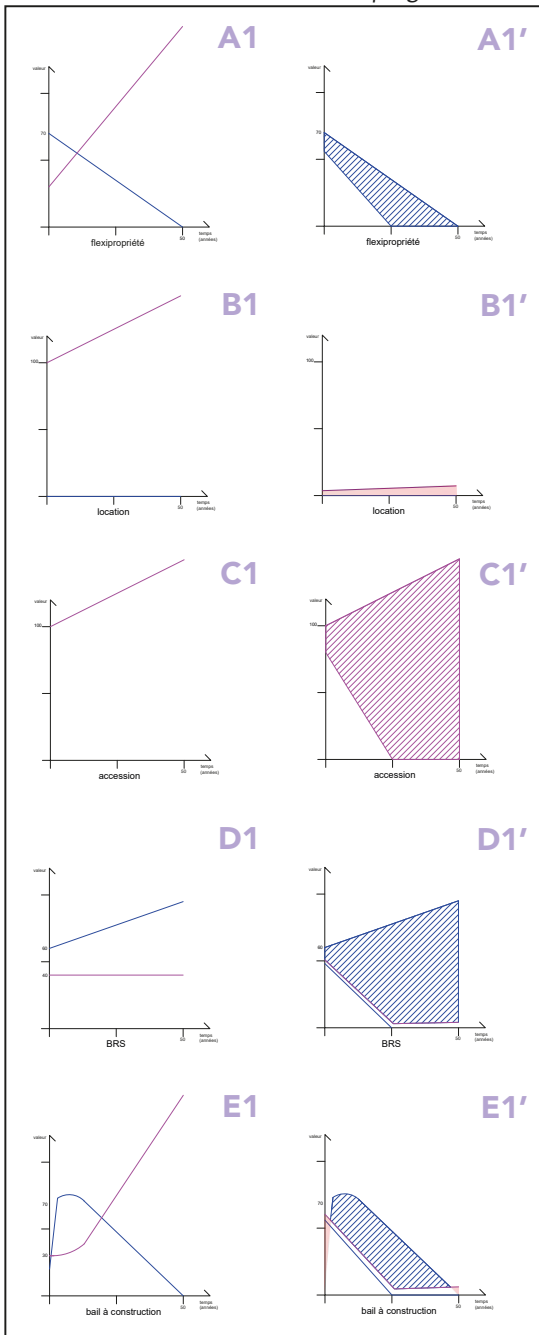 A1
A1′
valeur
valeur
70
70
50
temps
(années)
50
temps
(années)
flexipropriété
flexipropriété
B1
B1′
valeur
valeur
100
100
50
temps
(années)
50
temps
(années)
location
location
C1
C1′
valeur
valeur
100
100
50
temps
(années)
50
temps
(années)
accession
accession
D1
D1′
valeur
valeur
60
60
40
50
temps
(années)
50
temps
(années)
BRS
BRS
E1
E1′
valeur
valeur
70
70
30
50
temps
(années)
50
temps
(années)
bail à construction
bail à construction